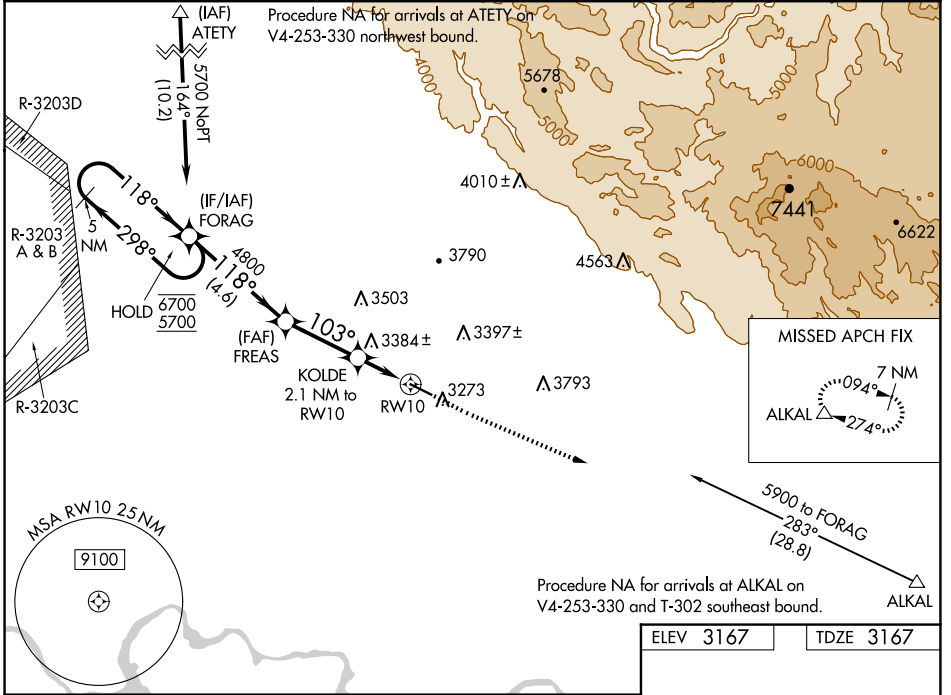 (IAF)
ATETY
Procedure NA for arrivals at ATETY on
V4-253-330 northwest bound.
5700 NoPT
164°
(10.2)
R-3203D
R-3203
A & B
R-3203C
118°
298°
5
NM
(IF/IAF)
FORAG
HOLD
6700
5700
4800
118°
(4.6)
(FAF)
FREAS
103°
KOLDE
2.1 NM to
RW10
RW10
4000
5678
5000
5000
6000
7441
6622
4010±
4563
3790
3503
3384±
3397±
3273
3793
MISSED APCH FIX
7 NM
094°
274°
ALKAL
5900 to FORAG
283°
(28.8)
ALKAL
Procedure NA for arrivals at ALKAL on
V4-253-330 and T-302 southeast bound.
MSA RW10 25 NM
9100
ELEV 3167
TDZE 3167